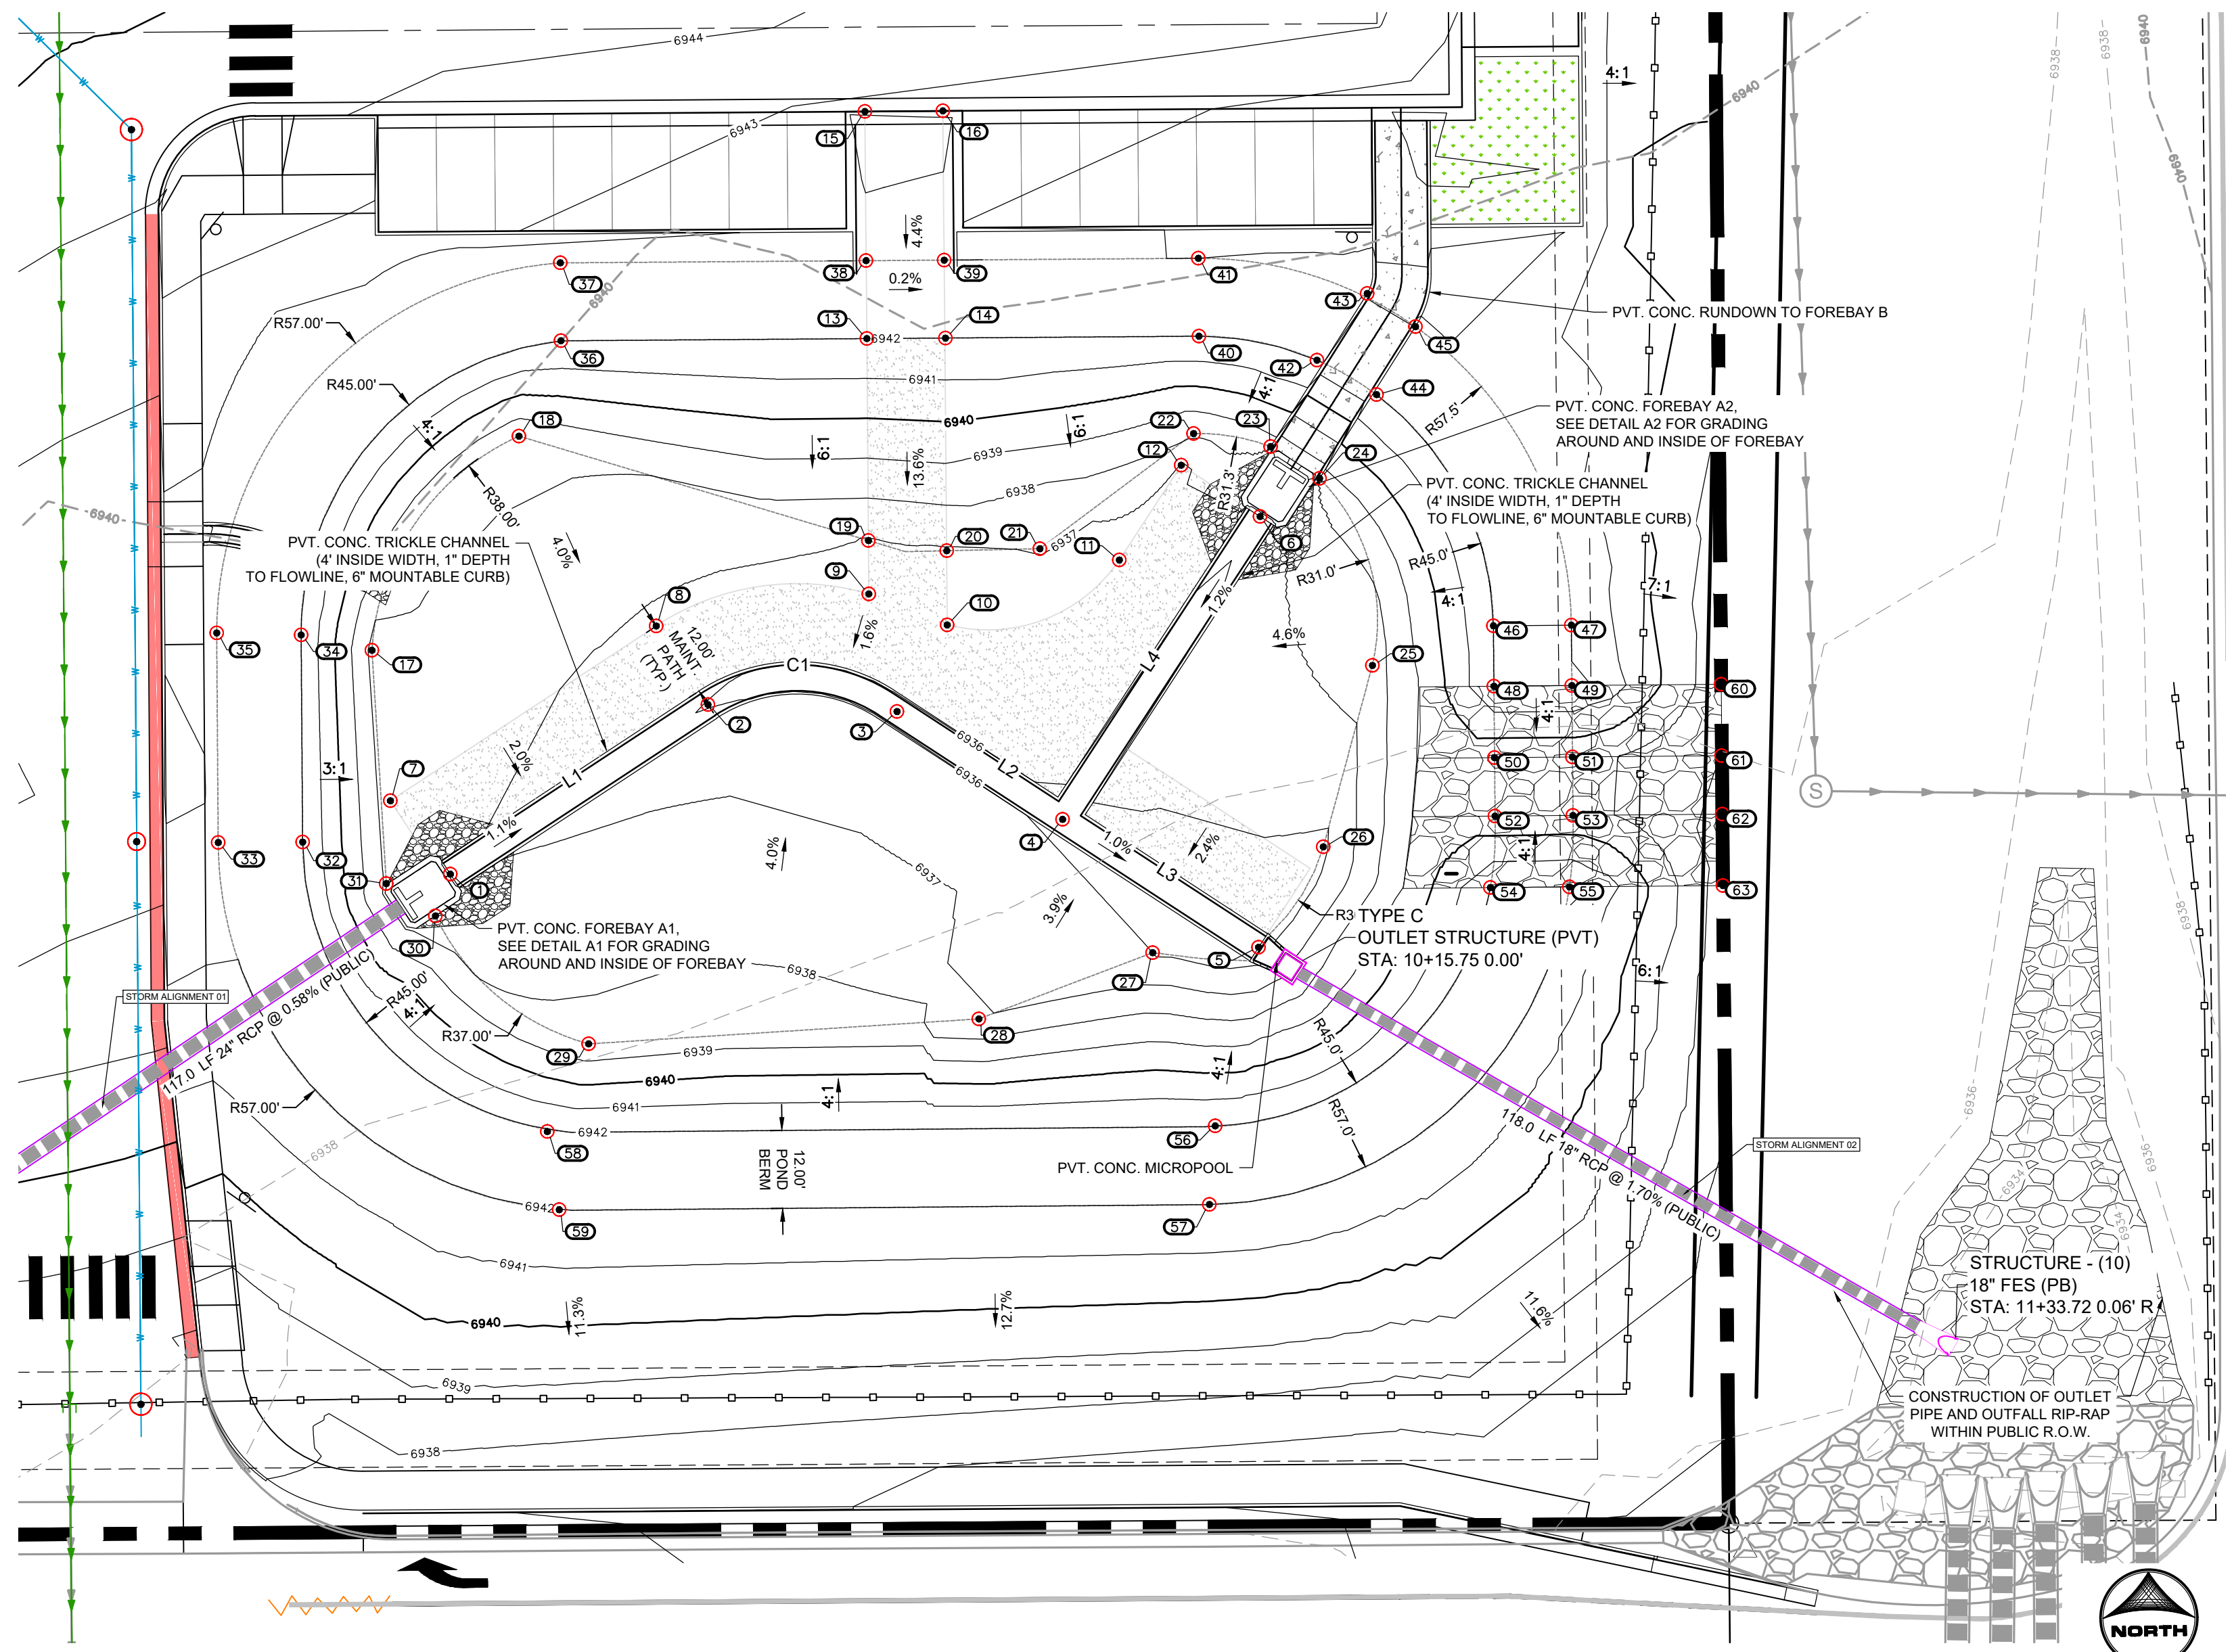 6944
4:1
6940
6938
6938
6940
6940
6943
15
16
4.4%
38
39
0.2%
37
41
6940
43
R57.00'
PVT. CONC. RUNDOWN TO FOREBAY B
13
14
6942
36
40
45
42
R45.00'
6941
4:1
44
R57.5'
PVT. CONC. FOREBAY A2,
SEE DETAIL A2 FOR GRADING
AROUND AND INSIDE OF FOREBAY
18
4:1
6940
6:1
22
23
6:1
6939
12
24
13.6%
R38.00'
6938
R31.3'
PVT. CONC. TRICKLE CHANNEL
(4' INSIDE WIDTH, 1" DEPTH
TO FLOWLINE, 6" MOUNTABLE CURB)
6940
19
20
21
6937
11
6
PVT. CONC. TRICKLE CHANNEL
(4' INSIDE WIDTH, 1" DEPTH
TO FLOWLINE, 6" MOUNTABLE CURB)
4.0%
9
R31.0'
R45.0'
7:1
8
10
1.2%
4:1
12.00'
MAINT.
PATH
(TYP.)
1.6%
4.6%
46
47
35
34
17
C1
L4
25
48
49
60
2
3
6936
4:1
2.0%
L1
L2
6936
50
51
61
3:1
7
S
1.1%
52
53
62
4
1.0%
2.4%
26
4:1
33
32
4.0%
6937
L3
31
1
3.9%
54
55
63
30
PVT. CONC. FOREBAY A1,
SEE DETAIL A1 FOR GRADING
AROUND AND INSIDE OF FOREBAY
R3
TYPE C
OUTLET STRUCTURE (PVT)
STA: 10+15.75 0.00'
6938
6938
5
6:1
27
STORM ALIGNMENT 01
117.0 LF 24" RCP @ 0.58% (PUBLIC)
R45.00'
4:1
R37.00'
28
29
6939
R45.0'
4:1
6940
4:1
R57.00'
6941
R57.0'
6936
6936
6942
58
12.00'
POND
BERM
56
118.0 LF 18" RCP @ 1.70% (PUBLIC)
STORM ALIGNMENT 02
6938
PVT. CONC. MICROPOOL
6934
6942
59
57
6934
6941
STRUCTURE - (10)
18" FES (PB)
STA: 11+33.72 0.06' R
6940
11.3%
12.7%
11.6%
6939
CONSTRUCTION OF OUTLET
PIPE AND OUTFALL RIP-RAP
WITHIN PUBLIC R.O.W.
6938
NORTH